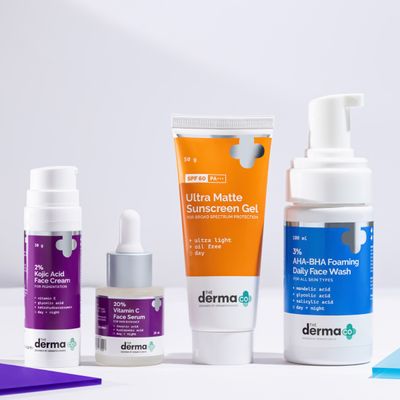 30 g
2%
Kojic Acid
Face Cream
FOR PIGMENTATION
+ vitamin C
+ glycolic acid
+ day + night
THE
derma co
20%
Vitamin C
Face Serum
+ day + night
THE
derma co
50 g
SPF 60 PA+++
Ultra Matte
Sunscreen Gel
FOR BROAD SPECTRUM PROTECTION
+ ultra light
+ oil free
+ day
THE
derma co
100 ml
3%
AHA-BHA Foaming
Daily Face Wash
FOR ALL SKIN TYPES
+ mandelic acid
+ glycolic acid
+ salicylic acid
+ day + night
THE
derma co